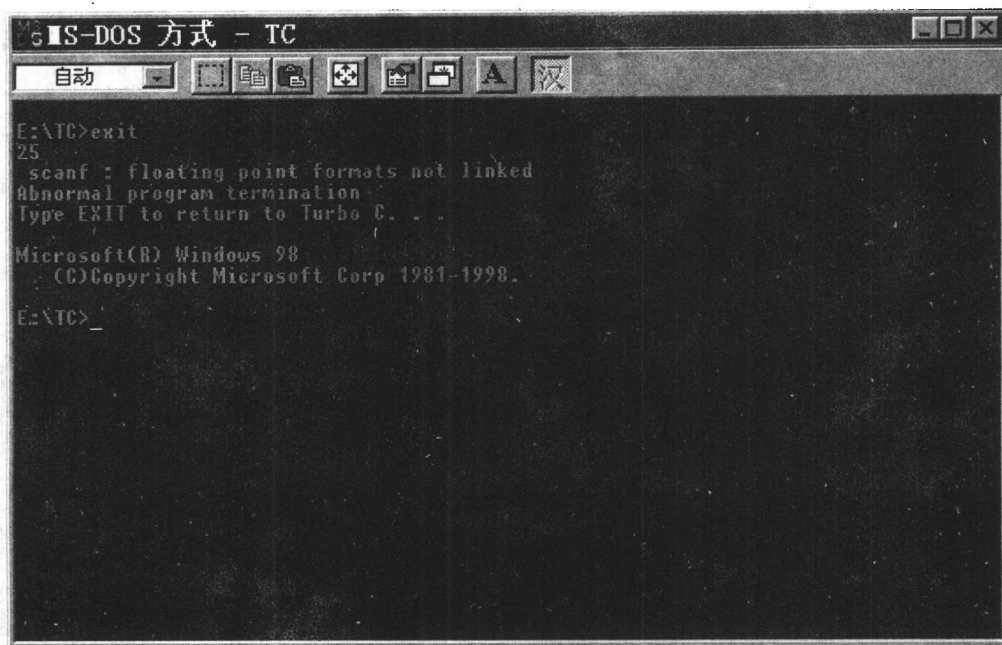 MS-DOS 方式 - TC
自动
A
汉
E:\TC>exit
25
scanf : floating point formats not linked
Abnormal program termination
Type EXIT to return to Turbo C. . .
Microsoft(R) Windows 98
(C)Copyright Microsoft Corp 1981-1998.
E:\TC>_